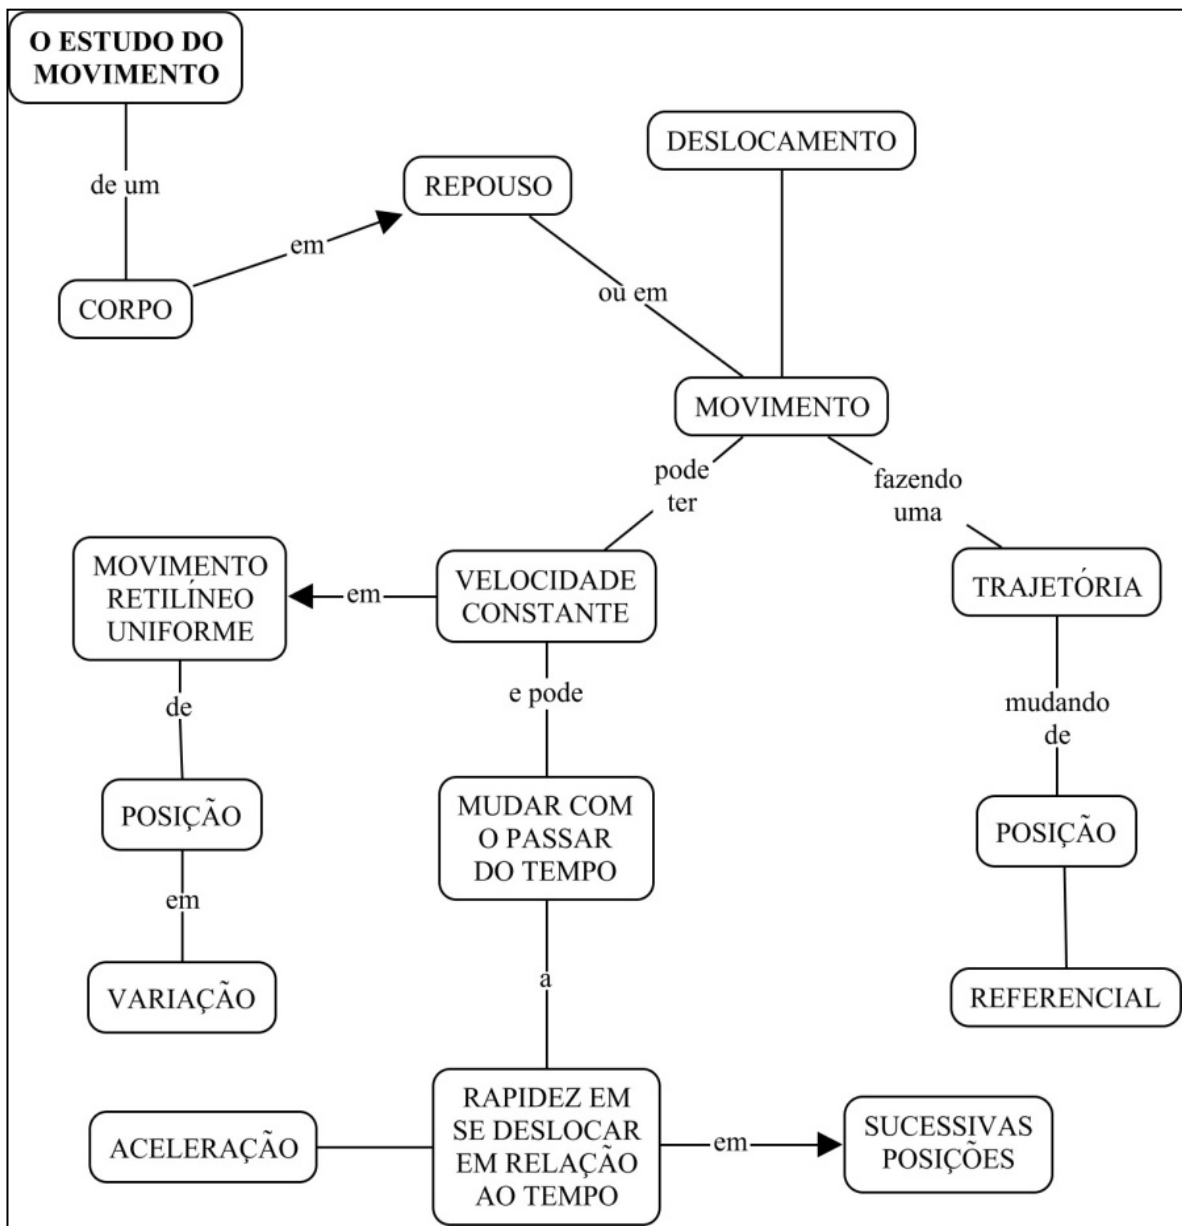 O ESTUDO DO
MOVIMENTO
de um
CORPO
em
REPOUSO
ou em
DESLOCAMENTO
MOVIMENTO
pode
ter
fazendo
uma
VELOCIDADE
CONSTANTE
em
MOVIMENTO
RETILÍNEO
UNIFORME
de
POSIÇÃO
em
VARIAÇÃO
e pode
MUDAR COM
O PASSAR
DO TEMPO
a
RAPIDEZ EM
SE DESLOCAR
EM RELAÇÃO
AO TEMPO
ACELERAÇÃO
em
SUCESSIVAS
POSIÇÕES
TRAJETÓRIA
mudando
de
POSIÇÃO
REFERENCIAL